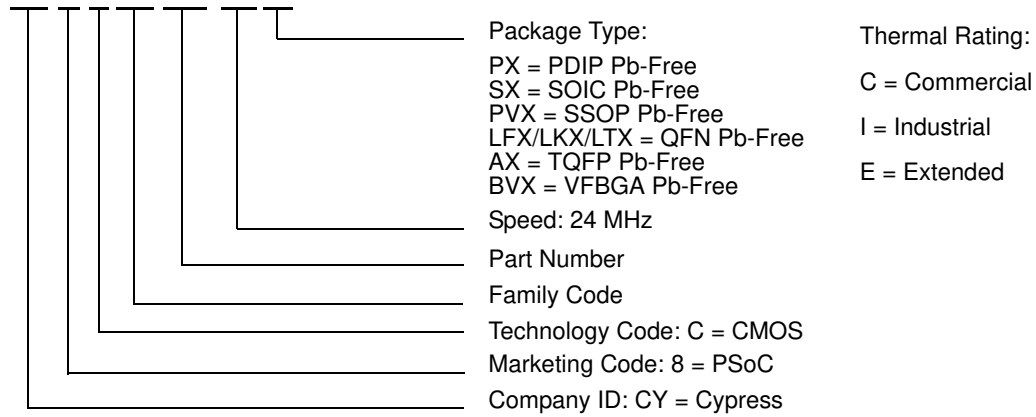 Package Type:
PX = PDIP Pb-Free
SX = SOIC Pb-Free
PVX = SSOP Pb-Free
LFX/LKX/LTX = QFN Pb-Free
AX = TQFP Pb-Free
BVX = VFBGA Pb-Free
Speed: 24 MHz
Part Number
Family Code
Technology Code: C = CMOS
Marketing Code: 8 = PSoC
Company ID: CY = Cypress
Thermal Rating:
C = Commercial
I = Industrial
E = Extended